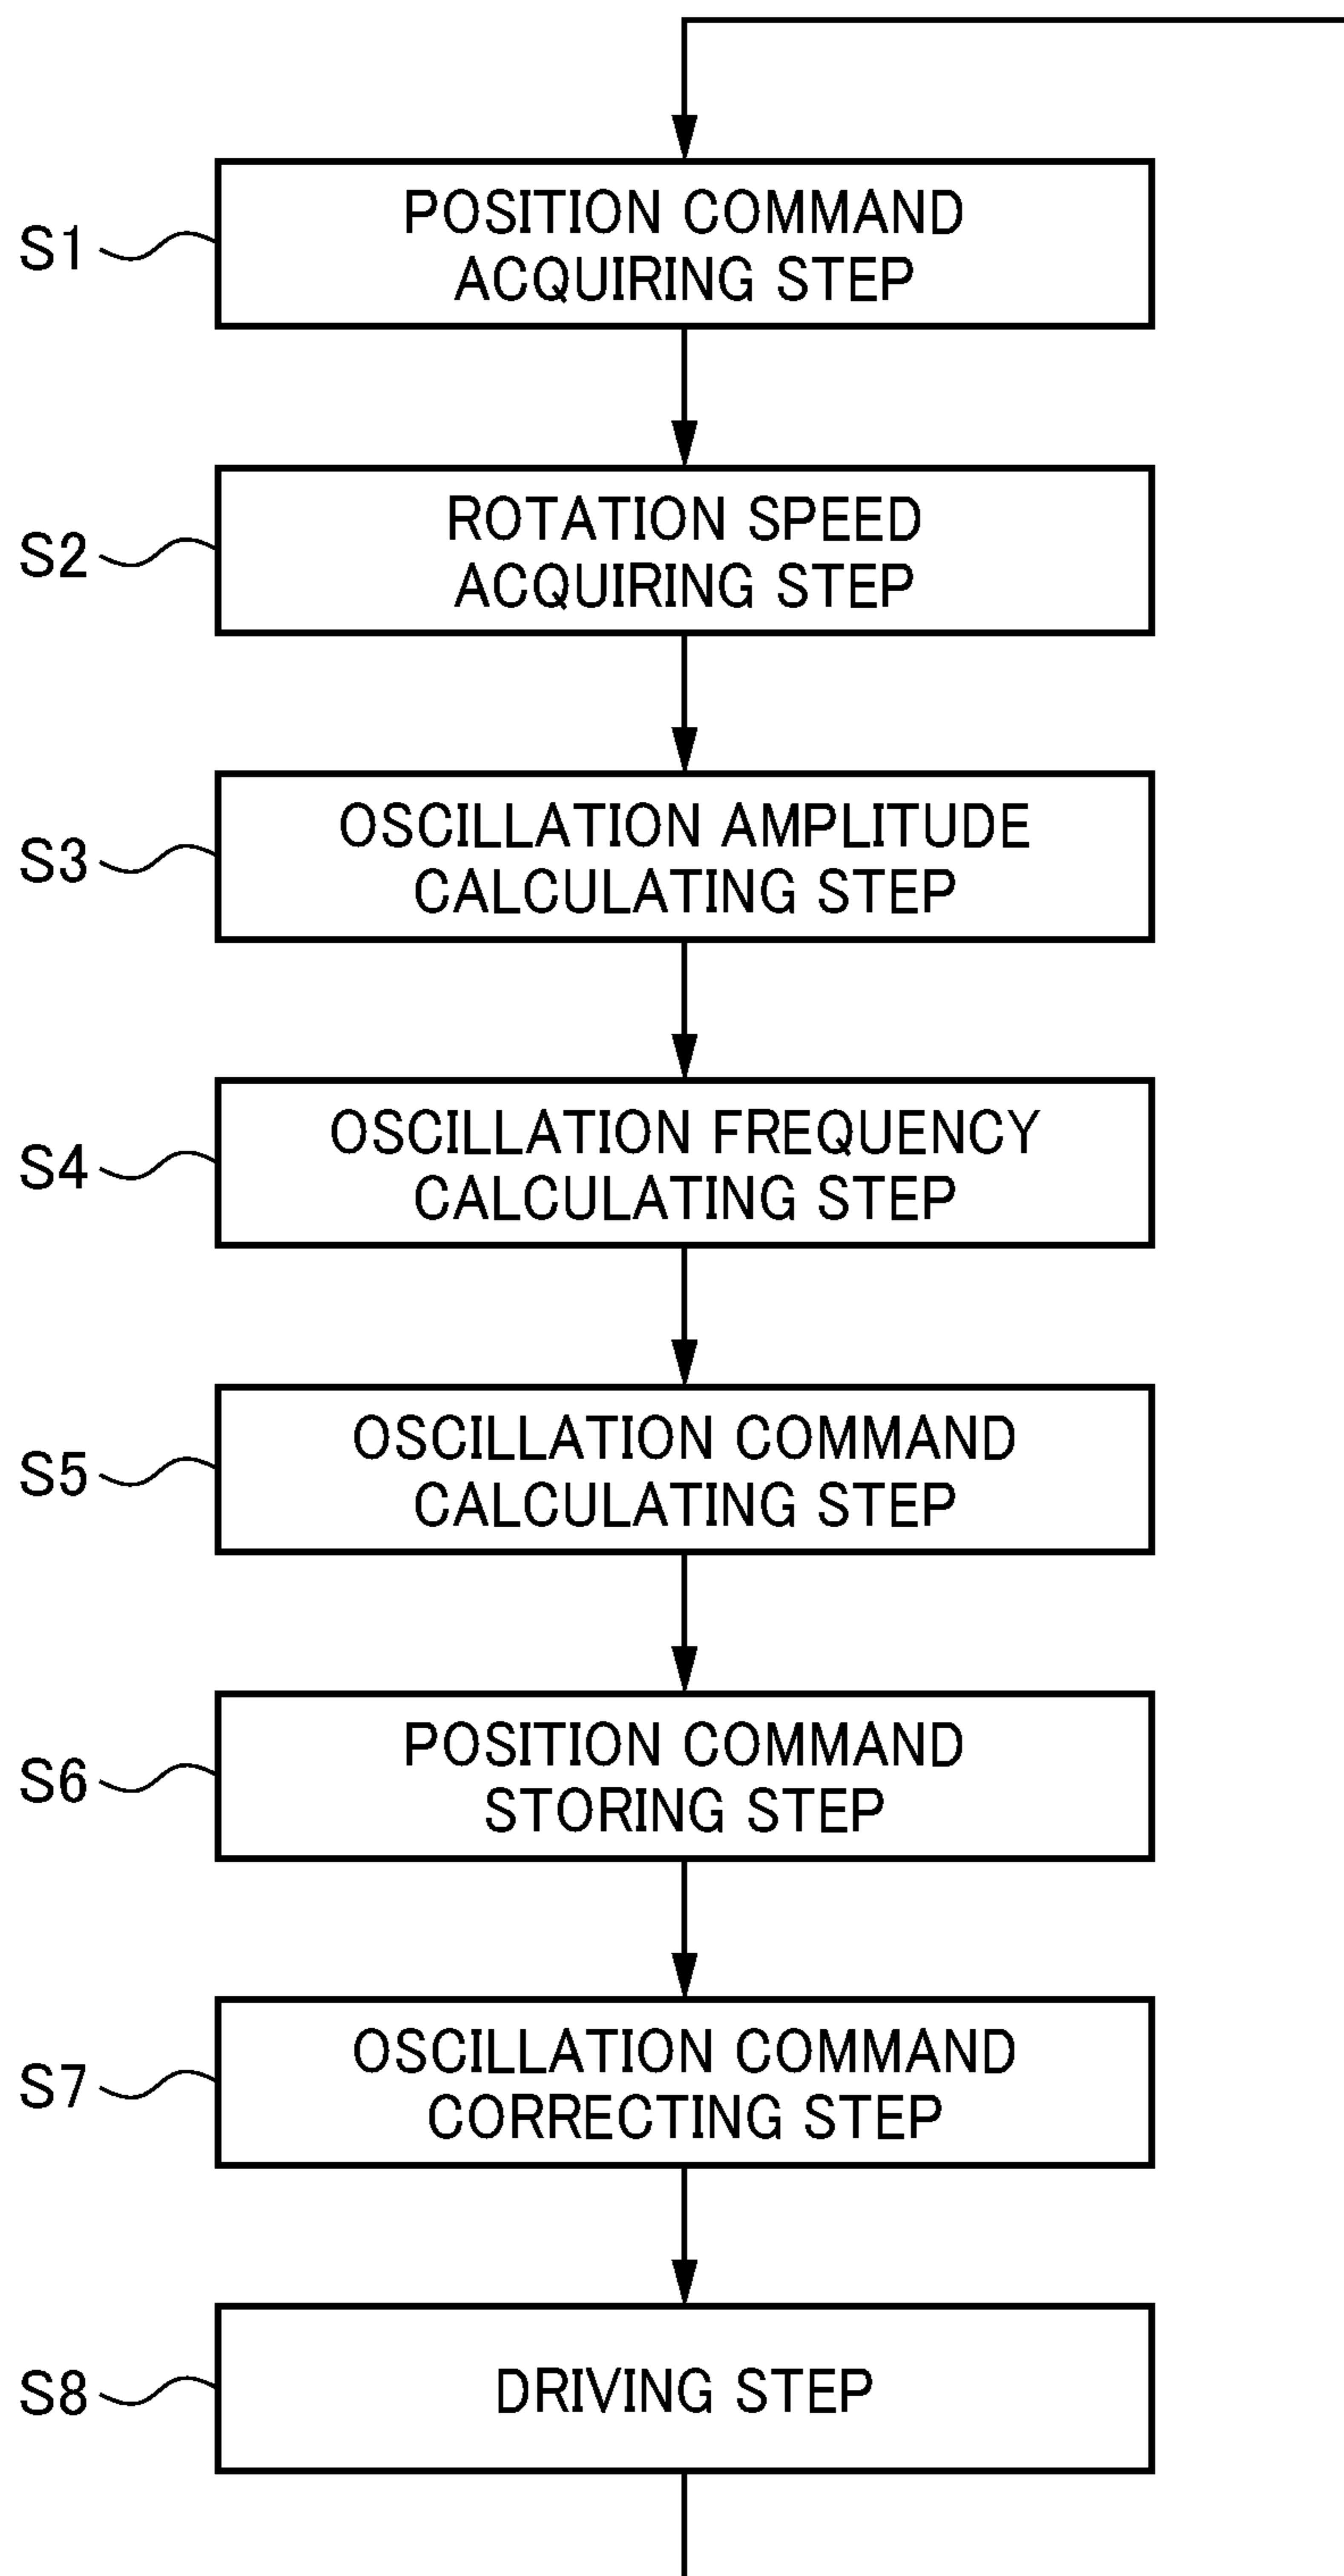 S1
POSITION COMMAND
ACQUIRING STEP
S2
ROTATION SPEED
ACQUIRING STEP
S3
OSCILLATION AMPLITUDE
CALCULATING STEP
S4
OSCILLATION FREQUENCY
CALCULATING STEP
S5
OSCILLATION COMMAND
CALCULATING STEP
S6
POSITION COMMAND
STORING STEP
S7
OSCILLATION COMMAND
CORRECTING STEP
S8
DRIVING STEP